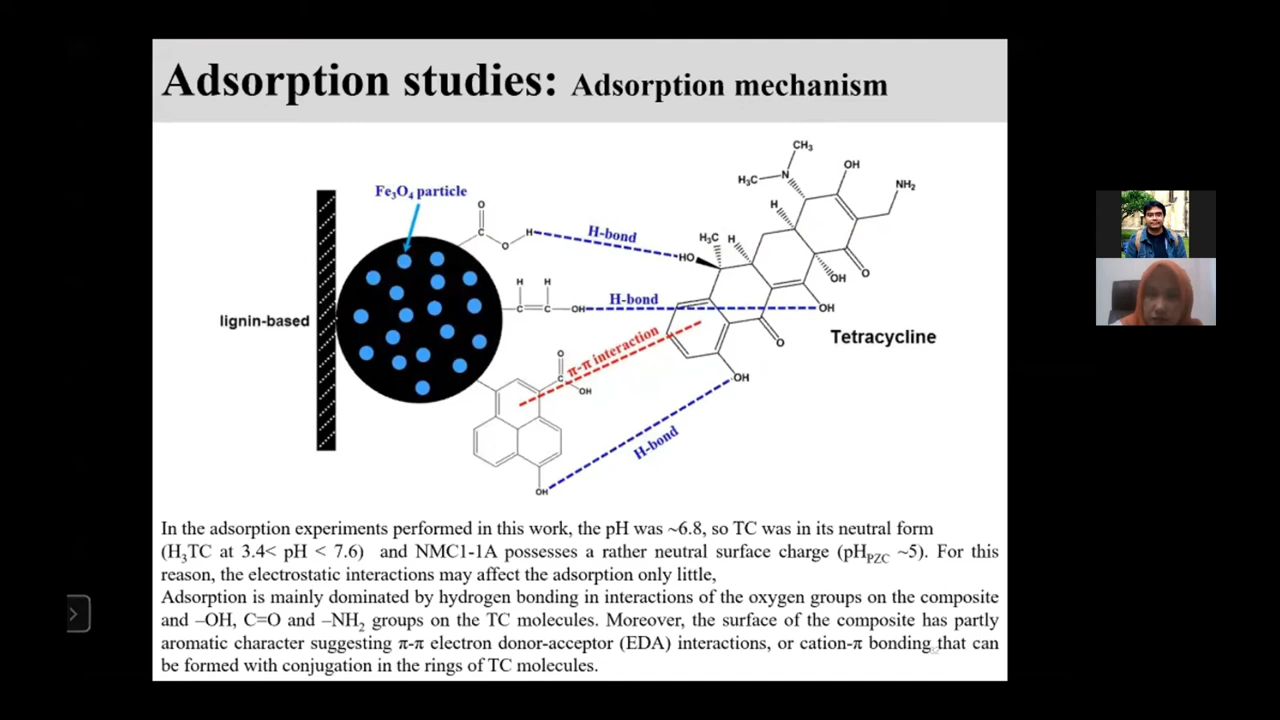 Adsorption studies: Adsorption mechanism
Fe₃O₄ particle
lignin-based
O
C
O
H
H-bond
H
H
C
C
OH
H-bond
π-π interaction
O
C
OH
OH
H-bond
CH₃
H₃C
N
OH
NH₂
H
H₃C
H
HO
OH
O
OH
O
OH
Tetracycline
In the adsorption experiments performed in this work, the pH was ~6.8, so TC was in its neutral form
(H₃TC at 3.4< pH < 7.6) and NMC1-1A possesses a rather neutral surface charge (pH_PZC ~5). For this
reason, the electrostatic interactions may affect the adsorption only little,
Adsorption is mainly dominated by hydrogen bonding in interactions of the oxygen groups on the composite
and –OH, C=O and –NH₂ groups on the TC molecules. Moreover, the surface of the composite has partly
aromatic character suggesting π-π electron donor-acceptor (EDA) interactions, or cation-π bonding that can
be formed with conjugation in the rings of TC molecules.